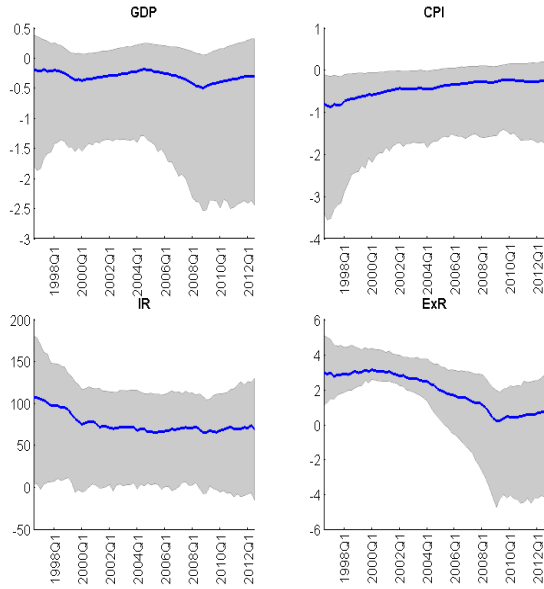 GDP
0.5
0
-0.5
-1
-1.5
-2
-2.5
-3
1998Q1
2000Q1
2002Q1
2004Q1
2006Q1
2008Q1
2010Q1
2012Q1
CPI
1
0
-1
-2
-3
-4
1998Q1
2000Q1
2002Q1
2004Q1
2006Q1
2008Q1
2010Q1
2012Q1
IR
200
150
100
50
0
-50
1998Q1
2000Q1
2002Q1
2004Q1
2006Q1
2008Q1
2010Q1
2012Q1
ExR
6
4
2
0
-2
-4
-6
1998Q1
2000Q1
2002Q1
2004Q1
2006Q1
2008Q1
2010Q1
2012Q1